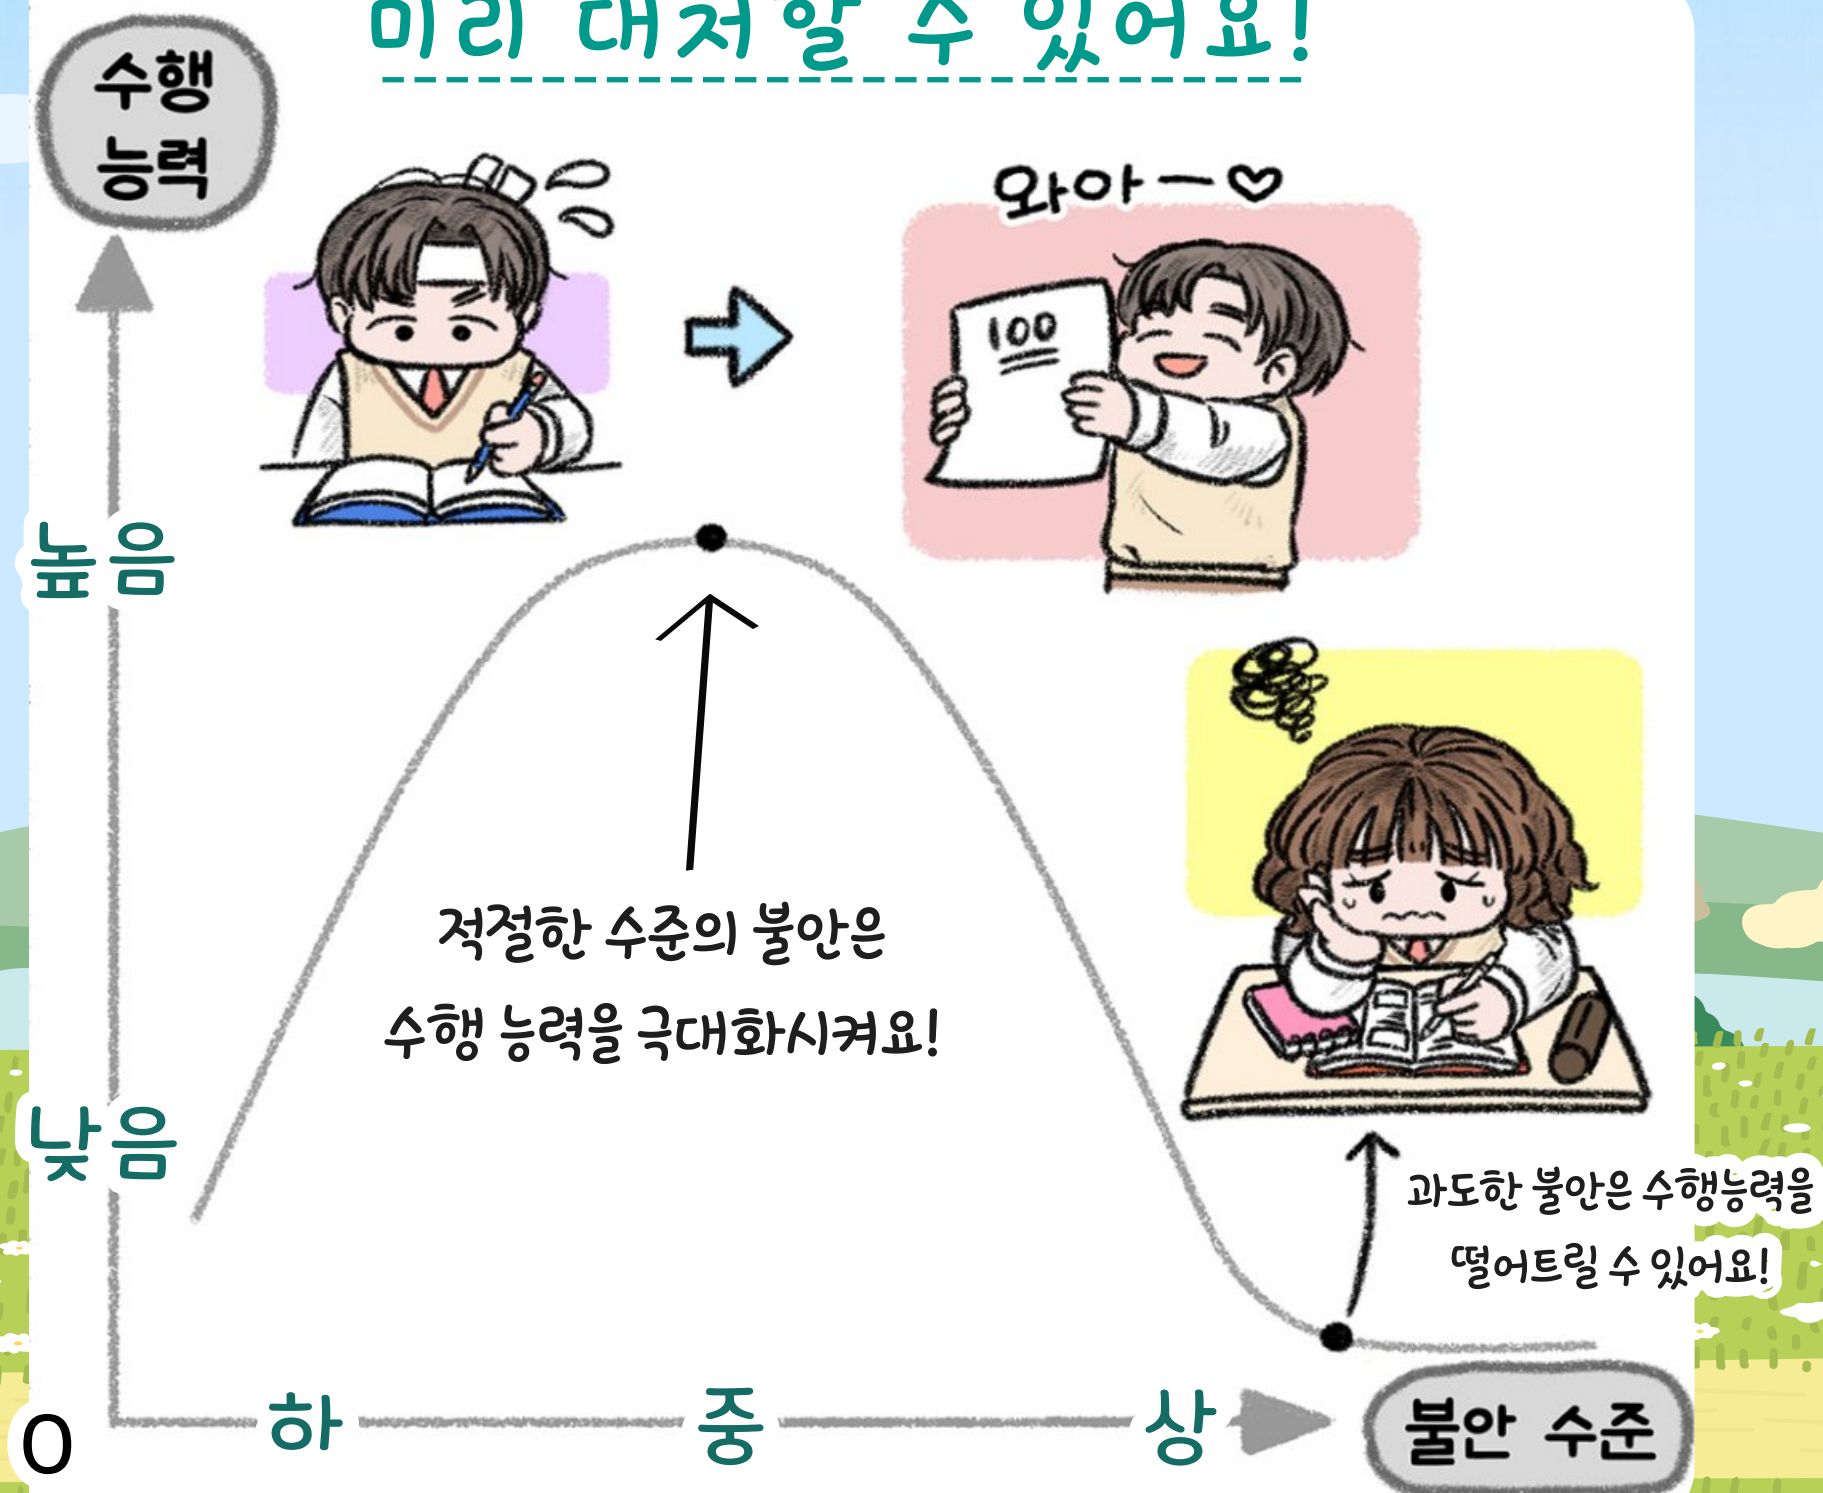 미리 대처할 수 있어요!
수행
능력
와아-♡
100
높음
적절한 수준의 불안은
수행 능력을 극대화시켜요!
낮음
과도한 불안은 수행능력을
떨어트릴 수 있어요!
0
하
중
상
불안 수준